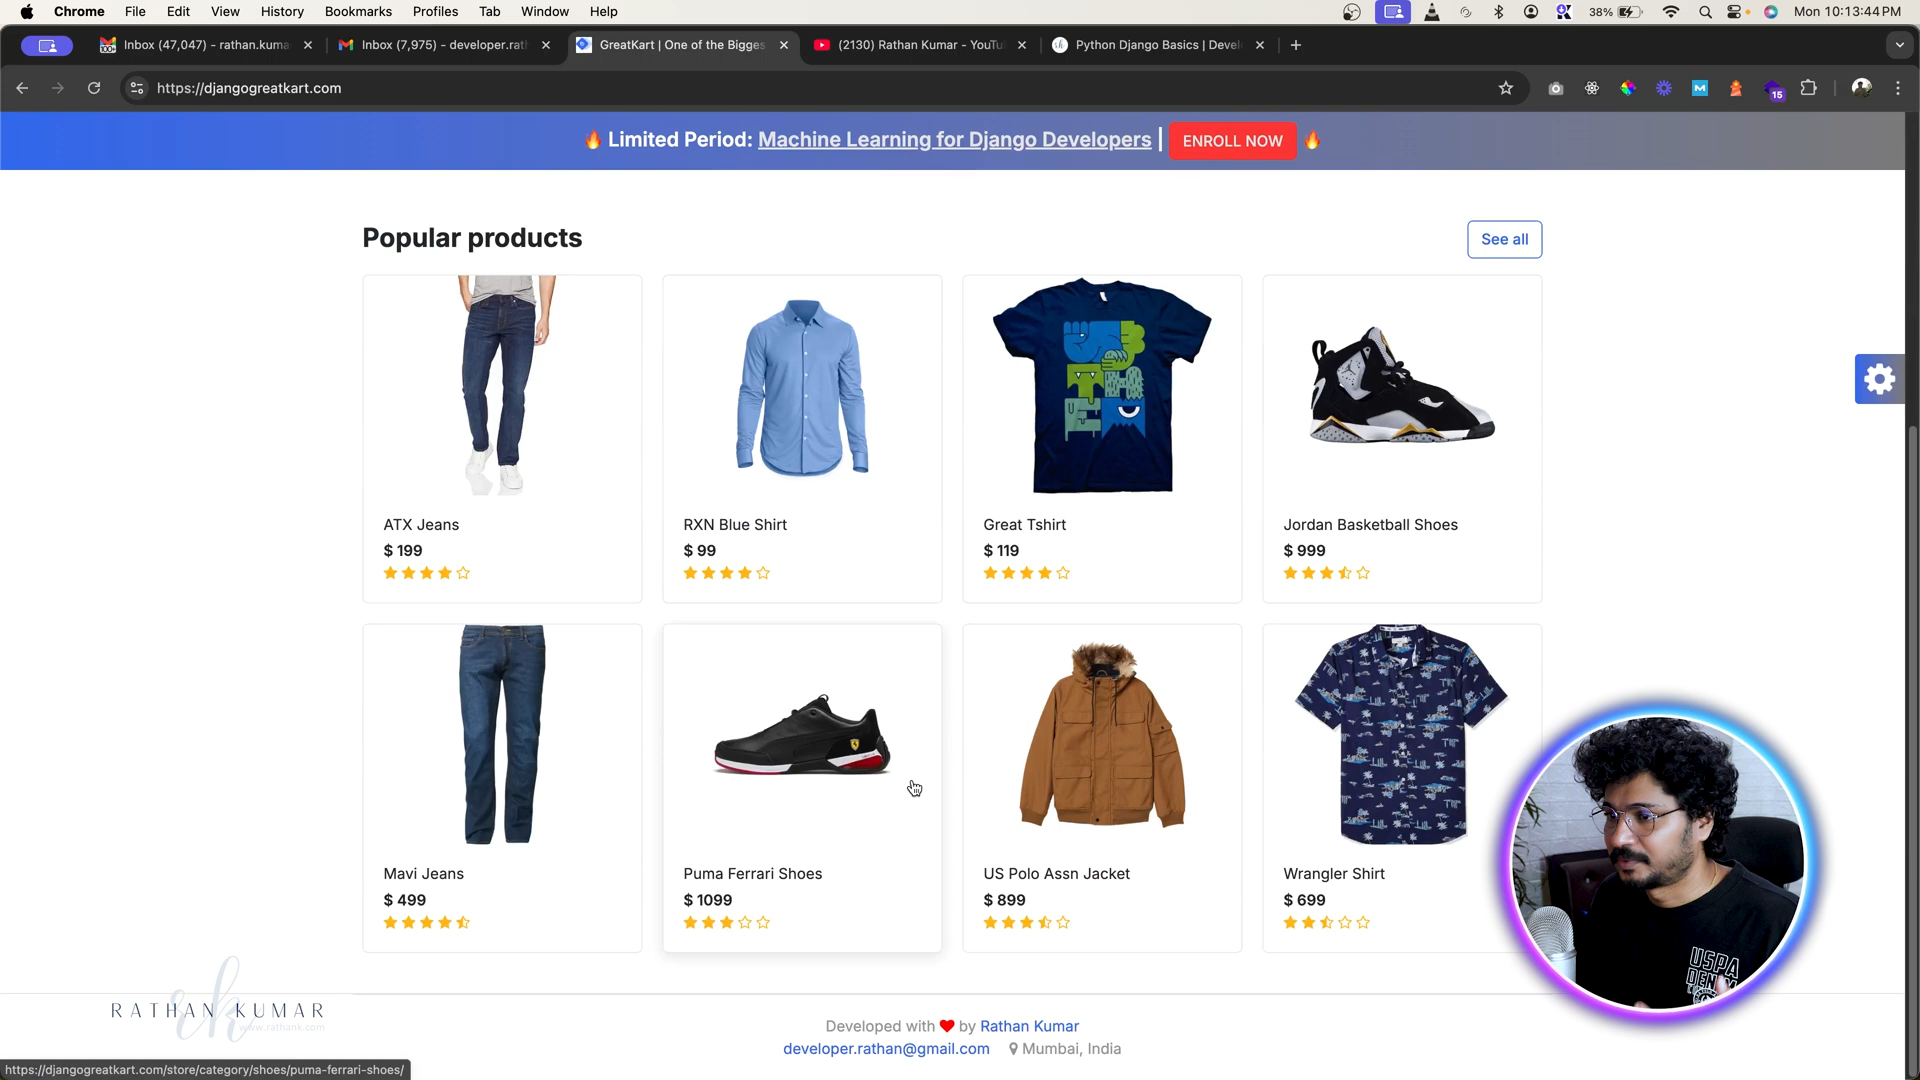 Chrome File Edit View History Bookmarks Profiles Tab Window Help 38% Mon 10:13:44 PM
Inbox (47,047) - rathan.kuma Inbox (7,975) - developer.rath GreatKart | One of the Bigges (2130) Rathan Kumar - YouTu Python Django Basics | Devel
https://djangogreatkart.com 15
🔥 Limited Period: Machine Learning for Django Developers | ENROLL NOW 🔥
Popular products See all
ATX Jeans RXN Blue Shirt Great Tshirt Jordan Basketball Shoes
$ 199 $ 99 $ 119 $ 999
Mavi Jeans Puma Ferrari Shoes US Polo Assn Jacket Wrangler Shirt
$ 499 $ 1099 $ 899 $ 699
USPA
RATHAN KUMAR
www.rathank.com
Developed with ❤ by Rathan Kumar
developer.rathan@gmail.com Mumbai, India
https://djangogreatkart.com/store/category/shoes/puma-ferrari-shoes/